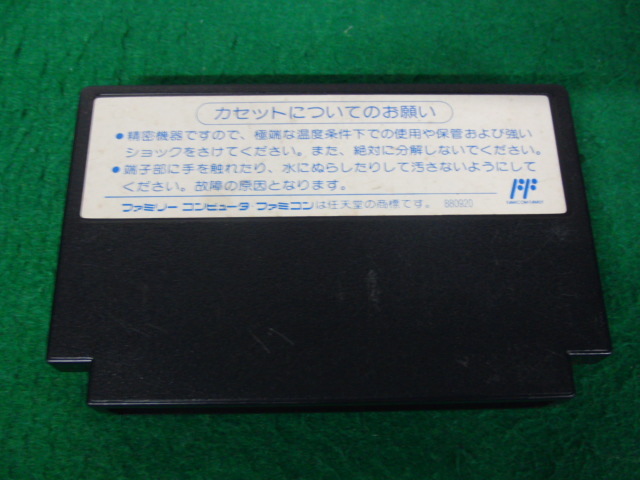 カセットについてのお願い
●精密機器ですので、極端な温度条件下での使用や保管および強い
ショックをさけてください。また、絶対に分解しないでください。
●端子部に手を触れたり、水にぬらしたりして汚さないようにして
ください。故障の原因となります。
ファミリー コンピュータ ファミコンは任天堂の商標です。 880920